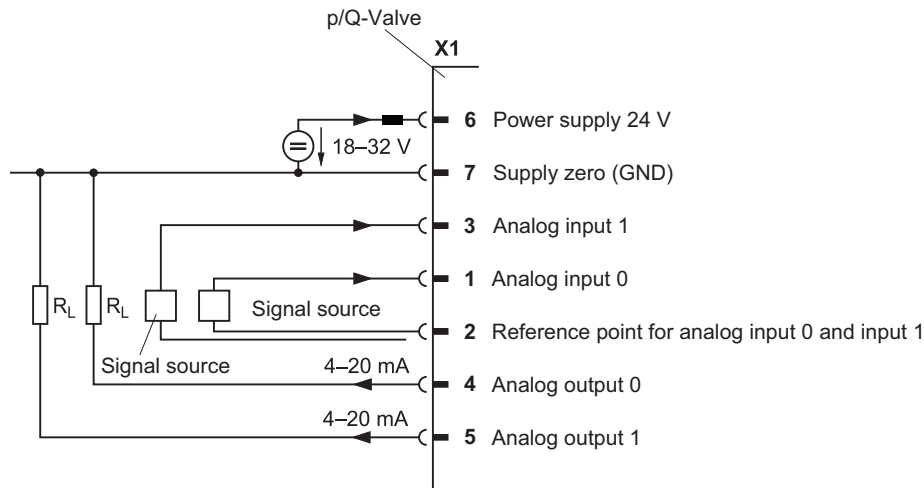 p/Q-Valve
X1
6 Power supply 24 V
18–32 V
7 Supply zero (GND)
3 Analog input 1
1 Analog input 0
R_L R_L Signal source
2 Reference point for analog input 0 and input 1
Signal source
4–20 mA
4 Analog output 0
4–20 mA
5 Analog output 1